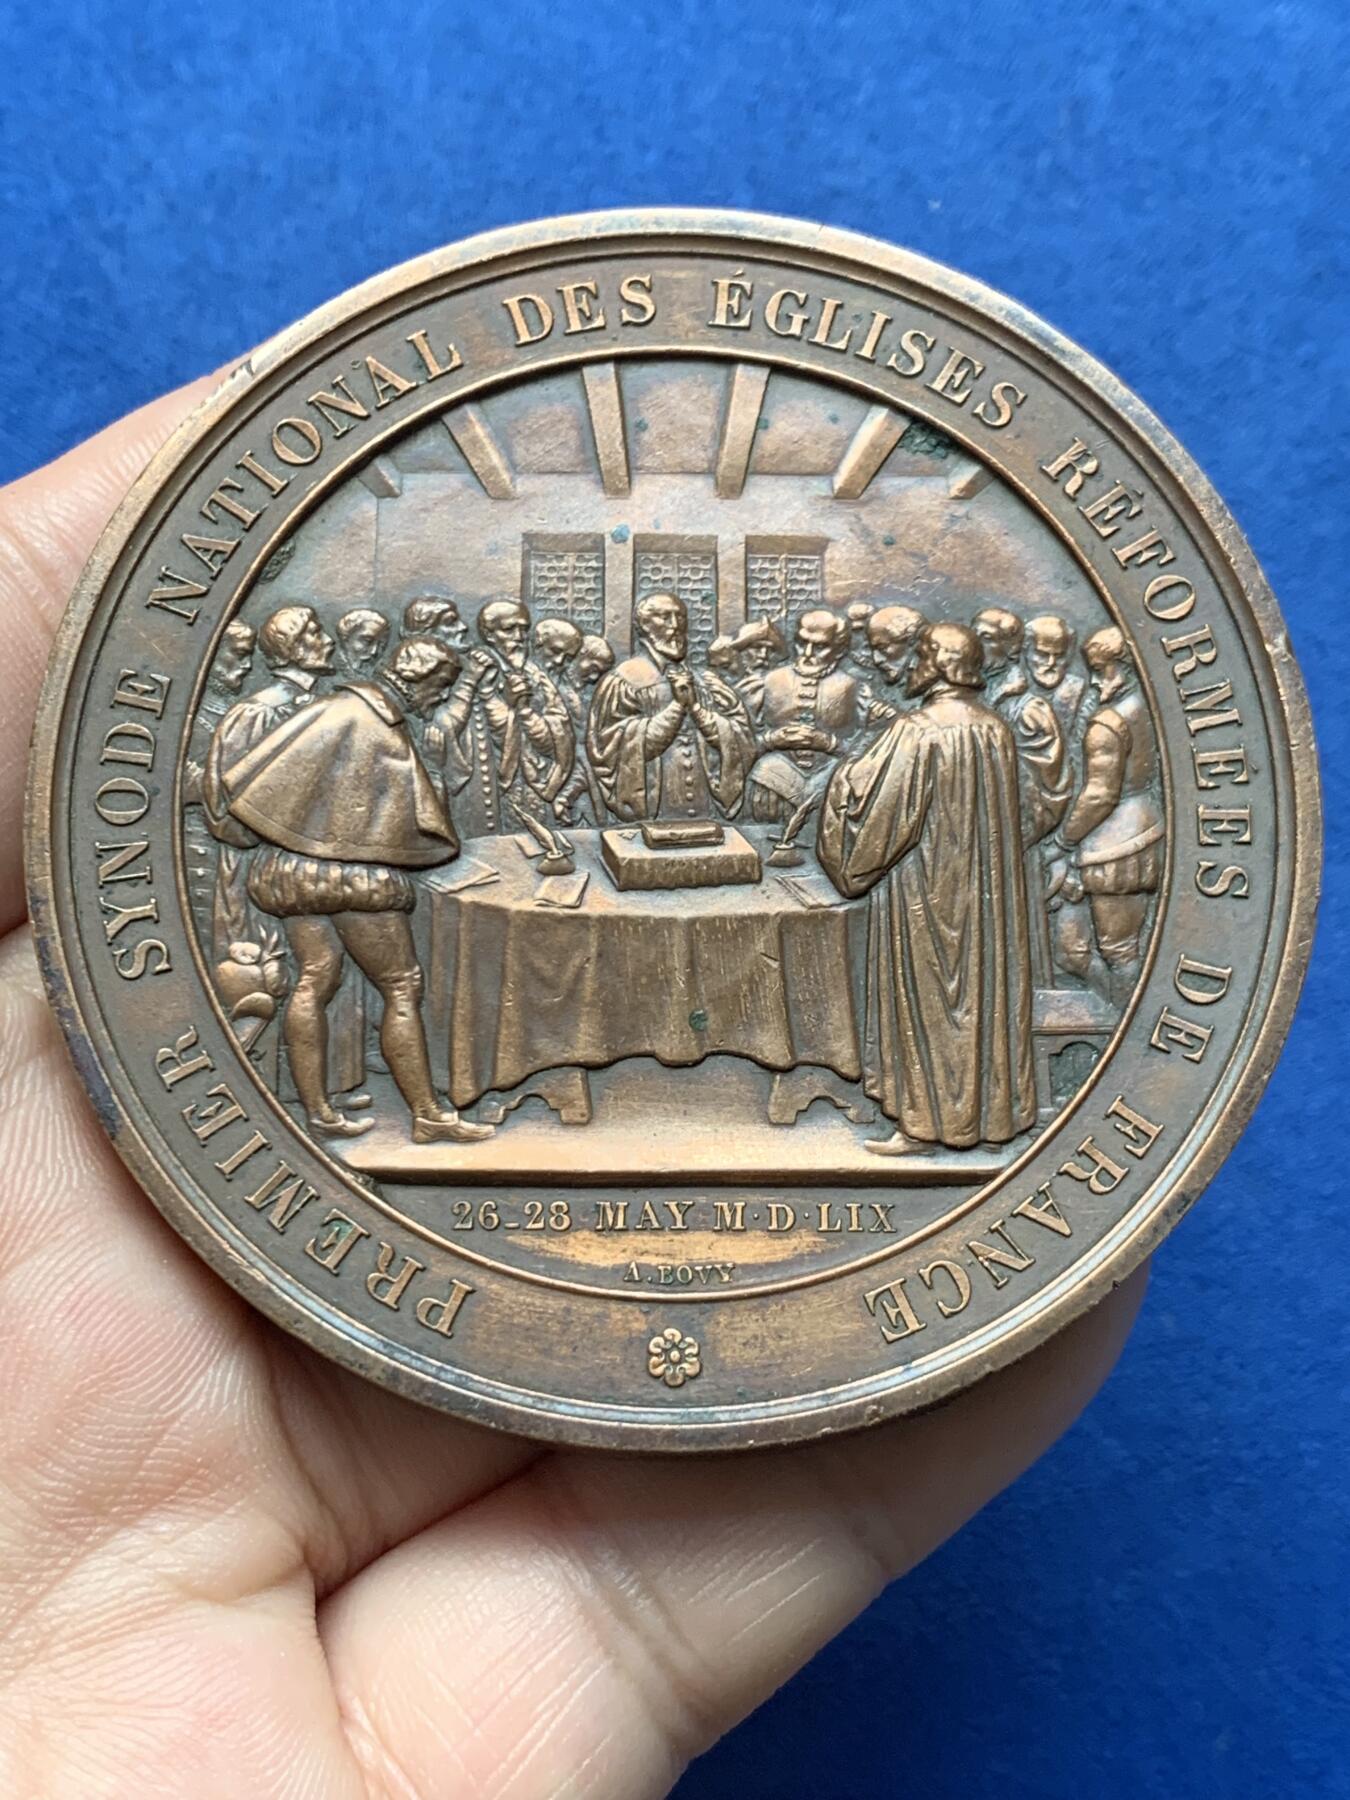 PREMIER SYNODE NATIONAL DES ÉGLISES RÉFORMÉES DE FRANCE
26-28 MAY M·D·LIX
A. BOVY